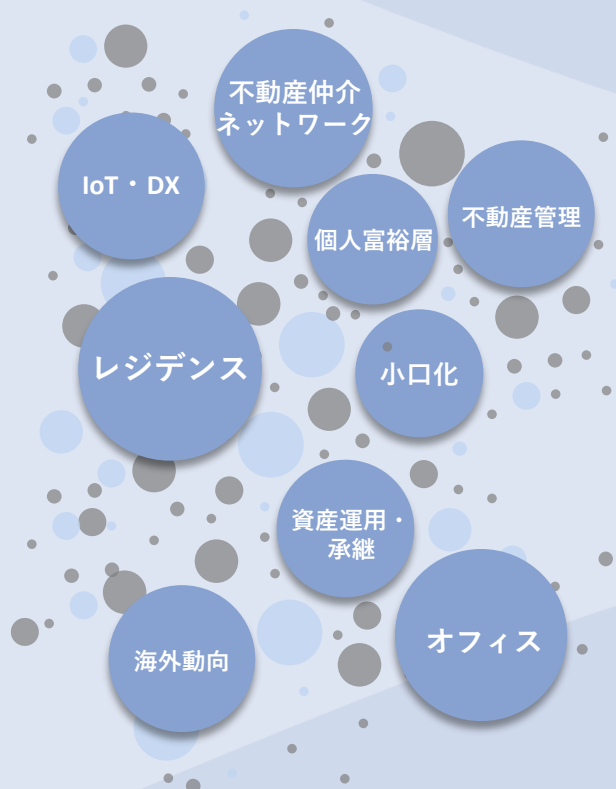 不動産仲介
ネットワーク
IoT・DX
個人富裕層
不動産管理
レジデンス
小口化
資産運用・
承継
海外動向
オフィス